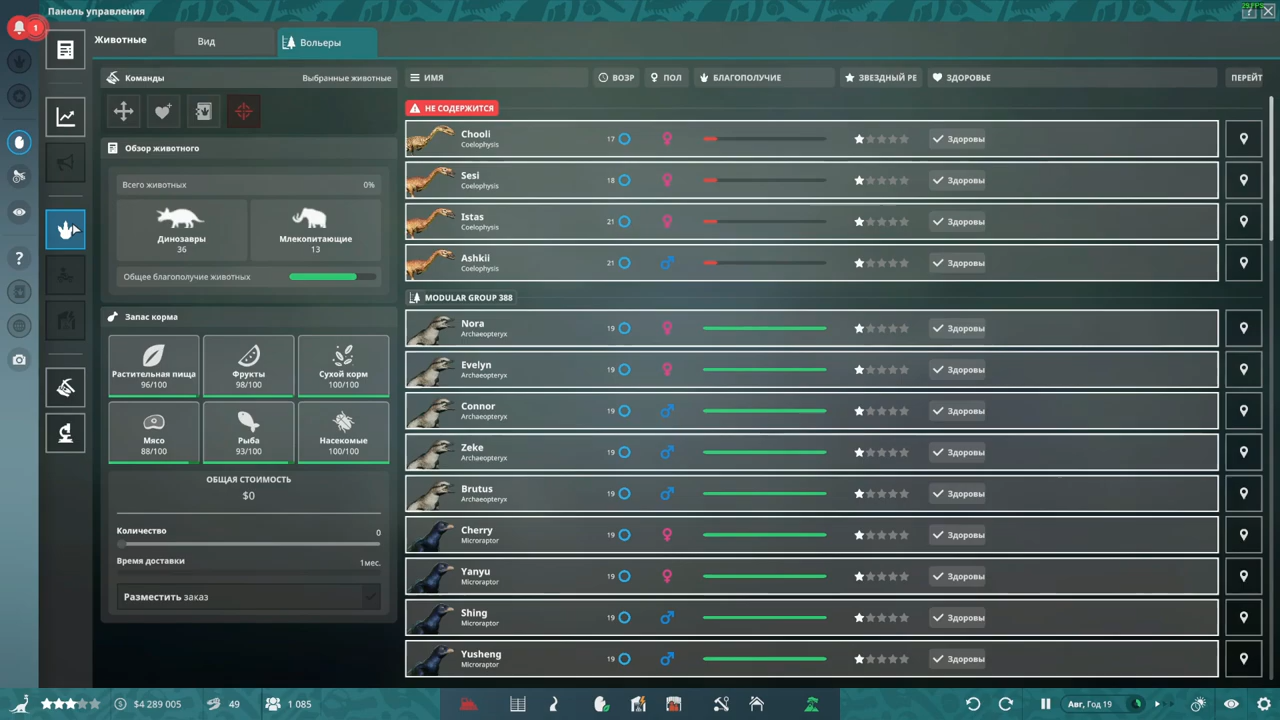 29 FPS
Панель управления
1
Животные
Вид
Вольеры
Команды
Выбранные животные
Обзор животного
Всего животных
0%
Динозавры
36
Млекопитающие
13
Общее благополучие животных
Запас корма
Растительная пища
96/100
Фрукты
98/100
Сухой корм
100/100
Мясо
88/100
Рыба
93/100
Насекомые
100/100
ОБЩАЯ СТОИМОСТЬ
$0
Количество
0
Время доставки
1мес.
Разместить заказ
ИМЯ
ВОЗР
ПОЛ
БЛАГОПОЛУЧИЕ
ЗВЕЗДНЫЙ РЕ
ЗДОРОВЬЕ
ПЕРЕЙТ
НЕ СОДЕРЖИТСЯ
Chooli
Coelophysis
17
Здоровы
Sesi
Coelophysis
18
Здоровы
Istas
Coelophysis
21
Здоровы
Ashkii
Coelophysis
21
Здоровы
MODULAR GROUP 388
Nora
Archaeopteryx
19
Здоровы
Evelyn
Archaeopteryx
19
Здоровы
Connor
Archaeopteryx
19
Здоровы
Zeke
Archaeopteryx
19
Здоровы
Brutus
Archaeopteryx
19
Здоровы
Cherry
Microraptor
19
Здоровы
Yanyu
Microraptor
19
Здоровы
Shing
Microraptor
19
Здоровы
Yusheng
Microraptor
19
Здоровы
$4 289 005
49
1 085
Авг, Год 19